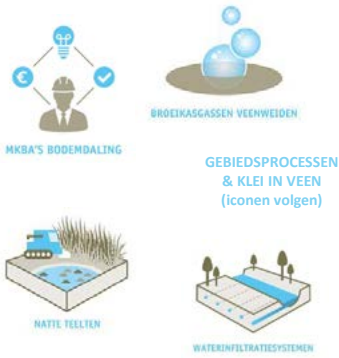 €
BROEIKASGASSEN VEENWEIDEN
MKBA'S BODEMDALING
GEBIEDSPROCESSEN
& KLEI IN VEEN
(iconen volgen)
NATTE TEELTEN
WATERINFILTRATIESYSTEMEN